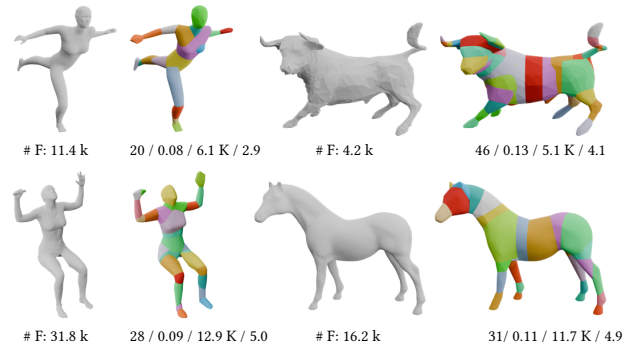 # F: 11.4 k 20 / 0.08 / 6.1 K / 2.9 # F: 4.2 k 46 / 0.13 / 5.1 K / 4.1
# F: 31.8 k 28 / 0.09 / 12.9 K / 5.0 # F: 16.2 k 31/ 0.11 / 11.7 K / 4.9